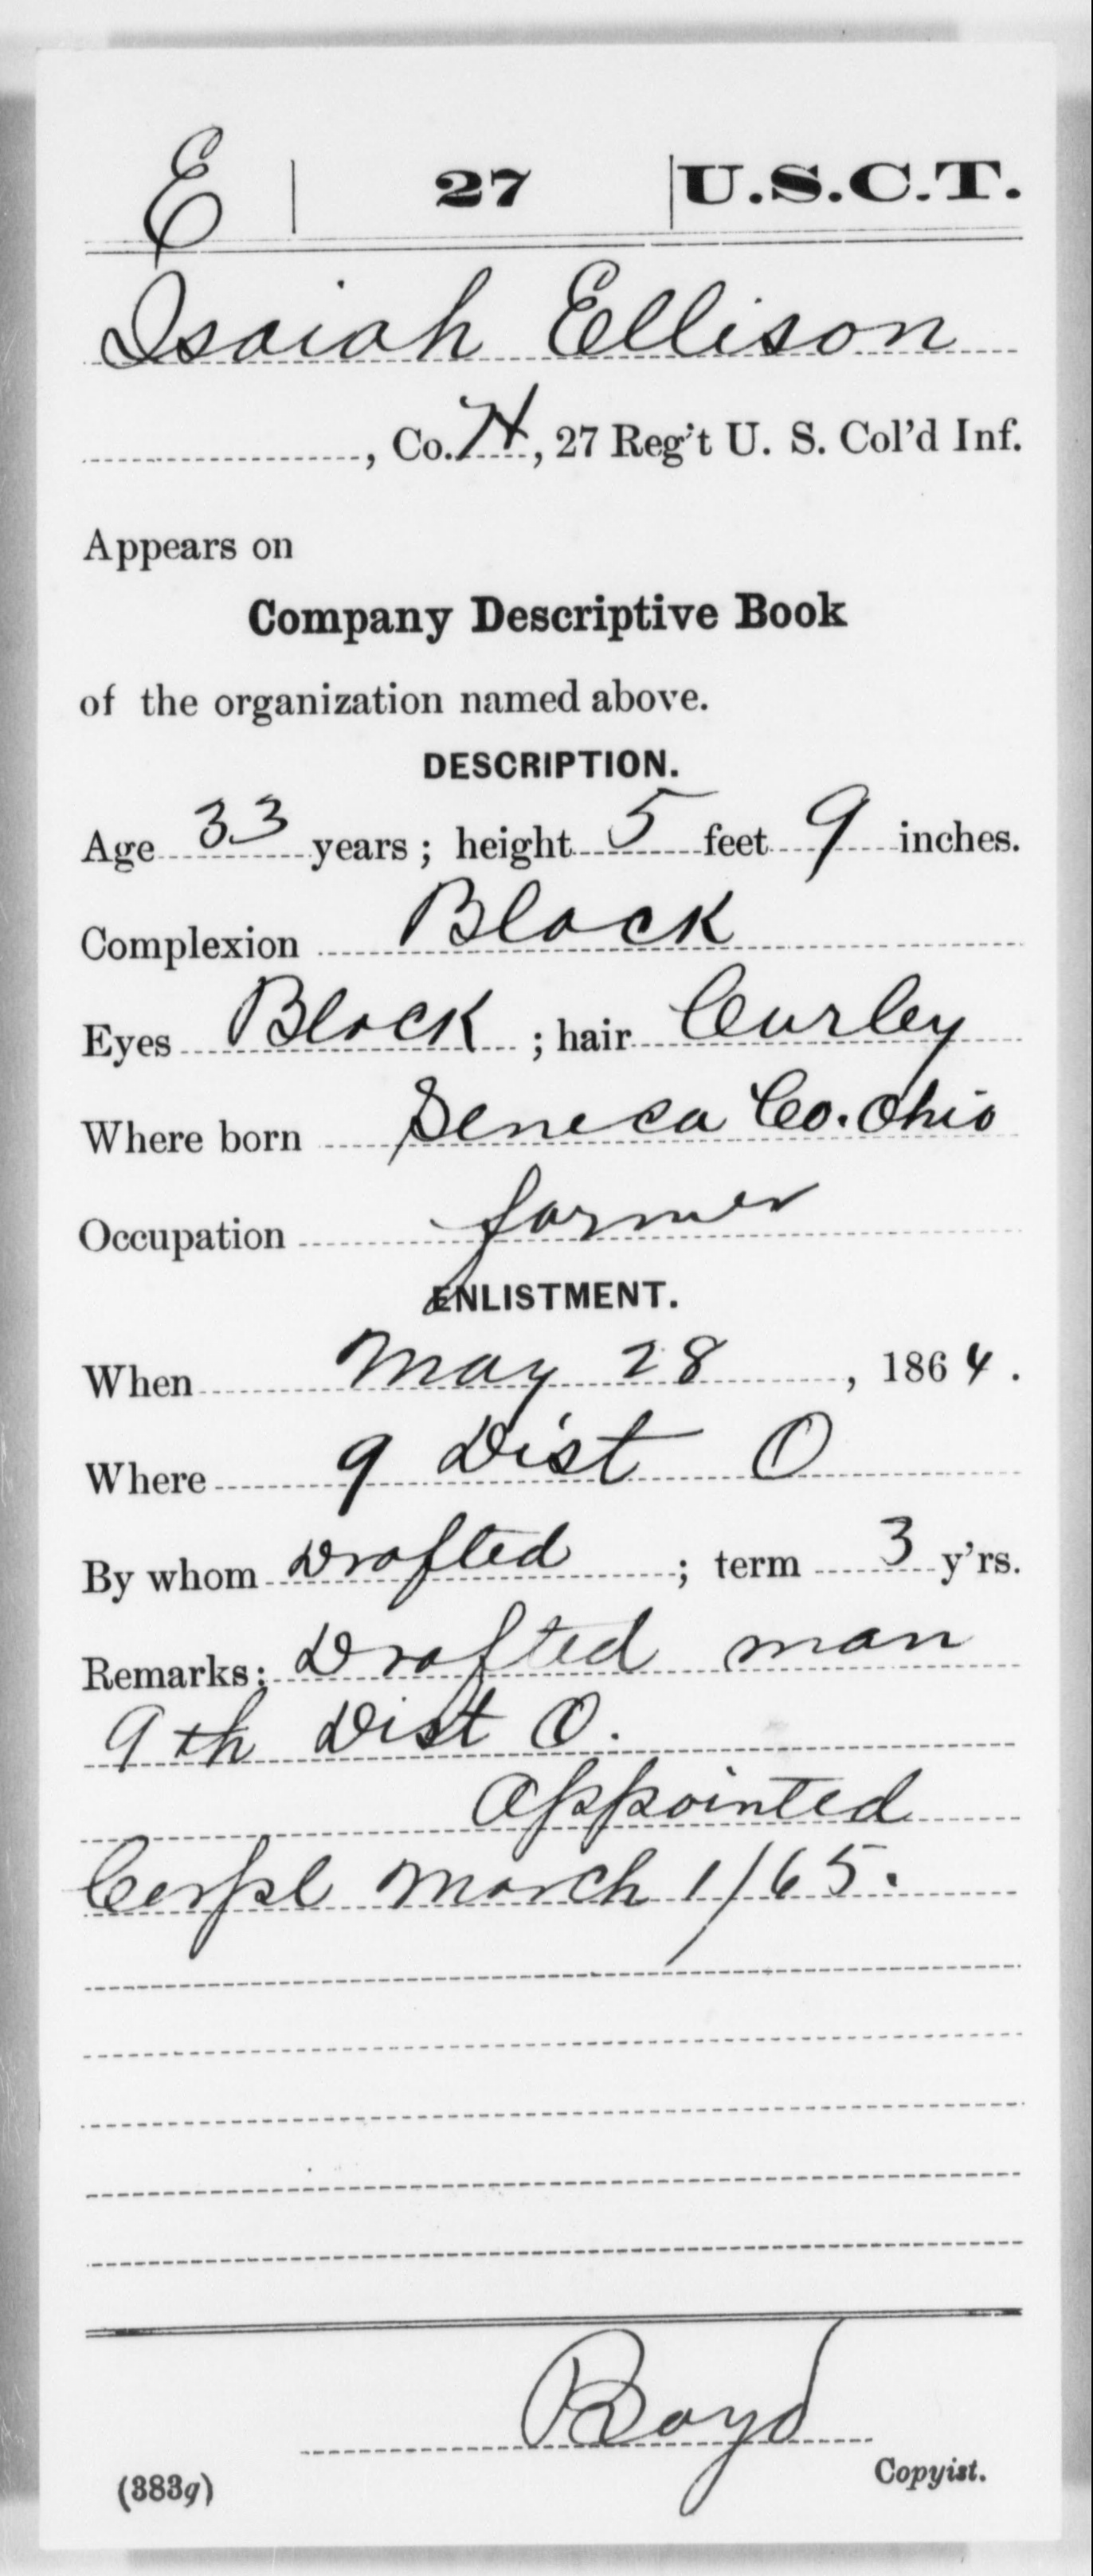 E | 27 | U.S.C.T.
Isaiah Ellison
, Co. H, 27 Reg't U. S. Col'd Inf.
Appears on
Company Descriptive Book
of the organization named above.
DESCRIPTION.
Age 33 years; height 5 feet 9 inches.
Complexion Black
Eyes Black ; hair Curley
Where born Seneca Co. Ohio
Occupation farmer
ENLISTMENT.
When May 28, 1864.
Where 9 Dist O
By whom Drafted ; term 3 y'rs.
Remarks: Drafted man
9th Dist O.
Appointed
Corpl March 1/65.
Boyd
Copyist.
(383g)